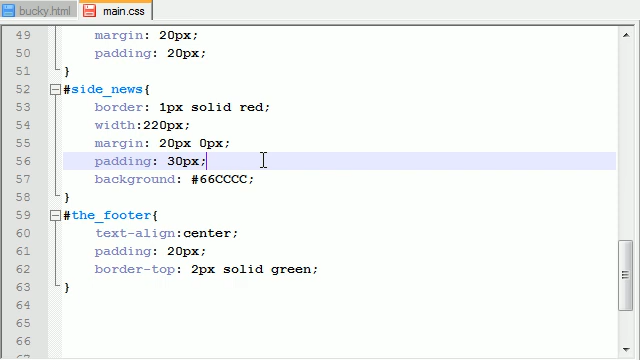 bucky.html main.css
49 margin: 20px;
50 padding: 20px;
51 }
52 #side_news{
53 border: 1px solid red;
54 width:220px;
55 margin: 20px 0px;
56 padding: 30px;
57 background: #66CCCC;
58 }
59 #the_footer{
60 text-align:center;
61 padding: 20px;
62 border-top: 2px solid green;
63 }
64
65
66
67